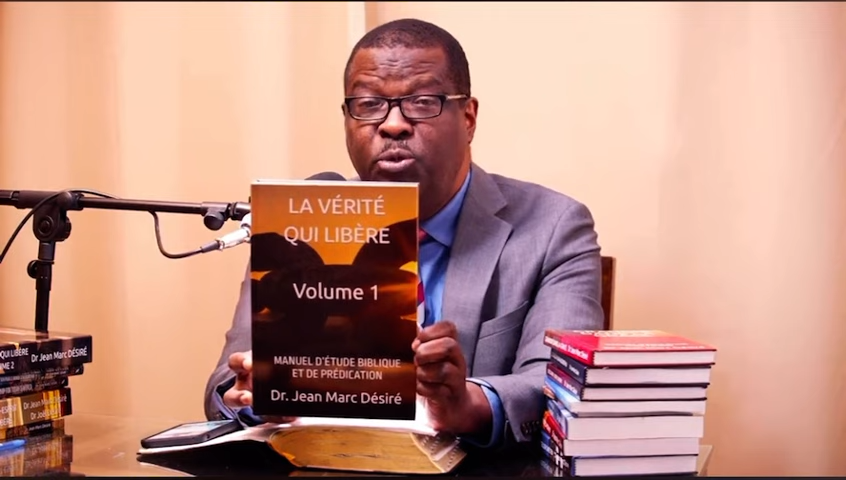 LA VÉRITÉ
QUI LIBÈRE
Volume 1
MANUEL D'ÉTUDE BIBLIQUE
ET DE PRÉDICATION
Dr. Jean Marc Désiré
QUI LIBÈRE
Dr Jean Marc DÉSIRÉ